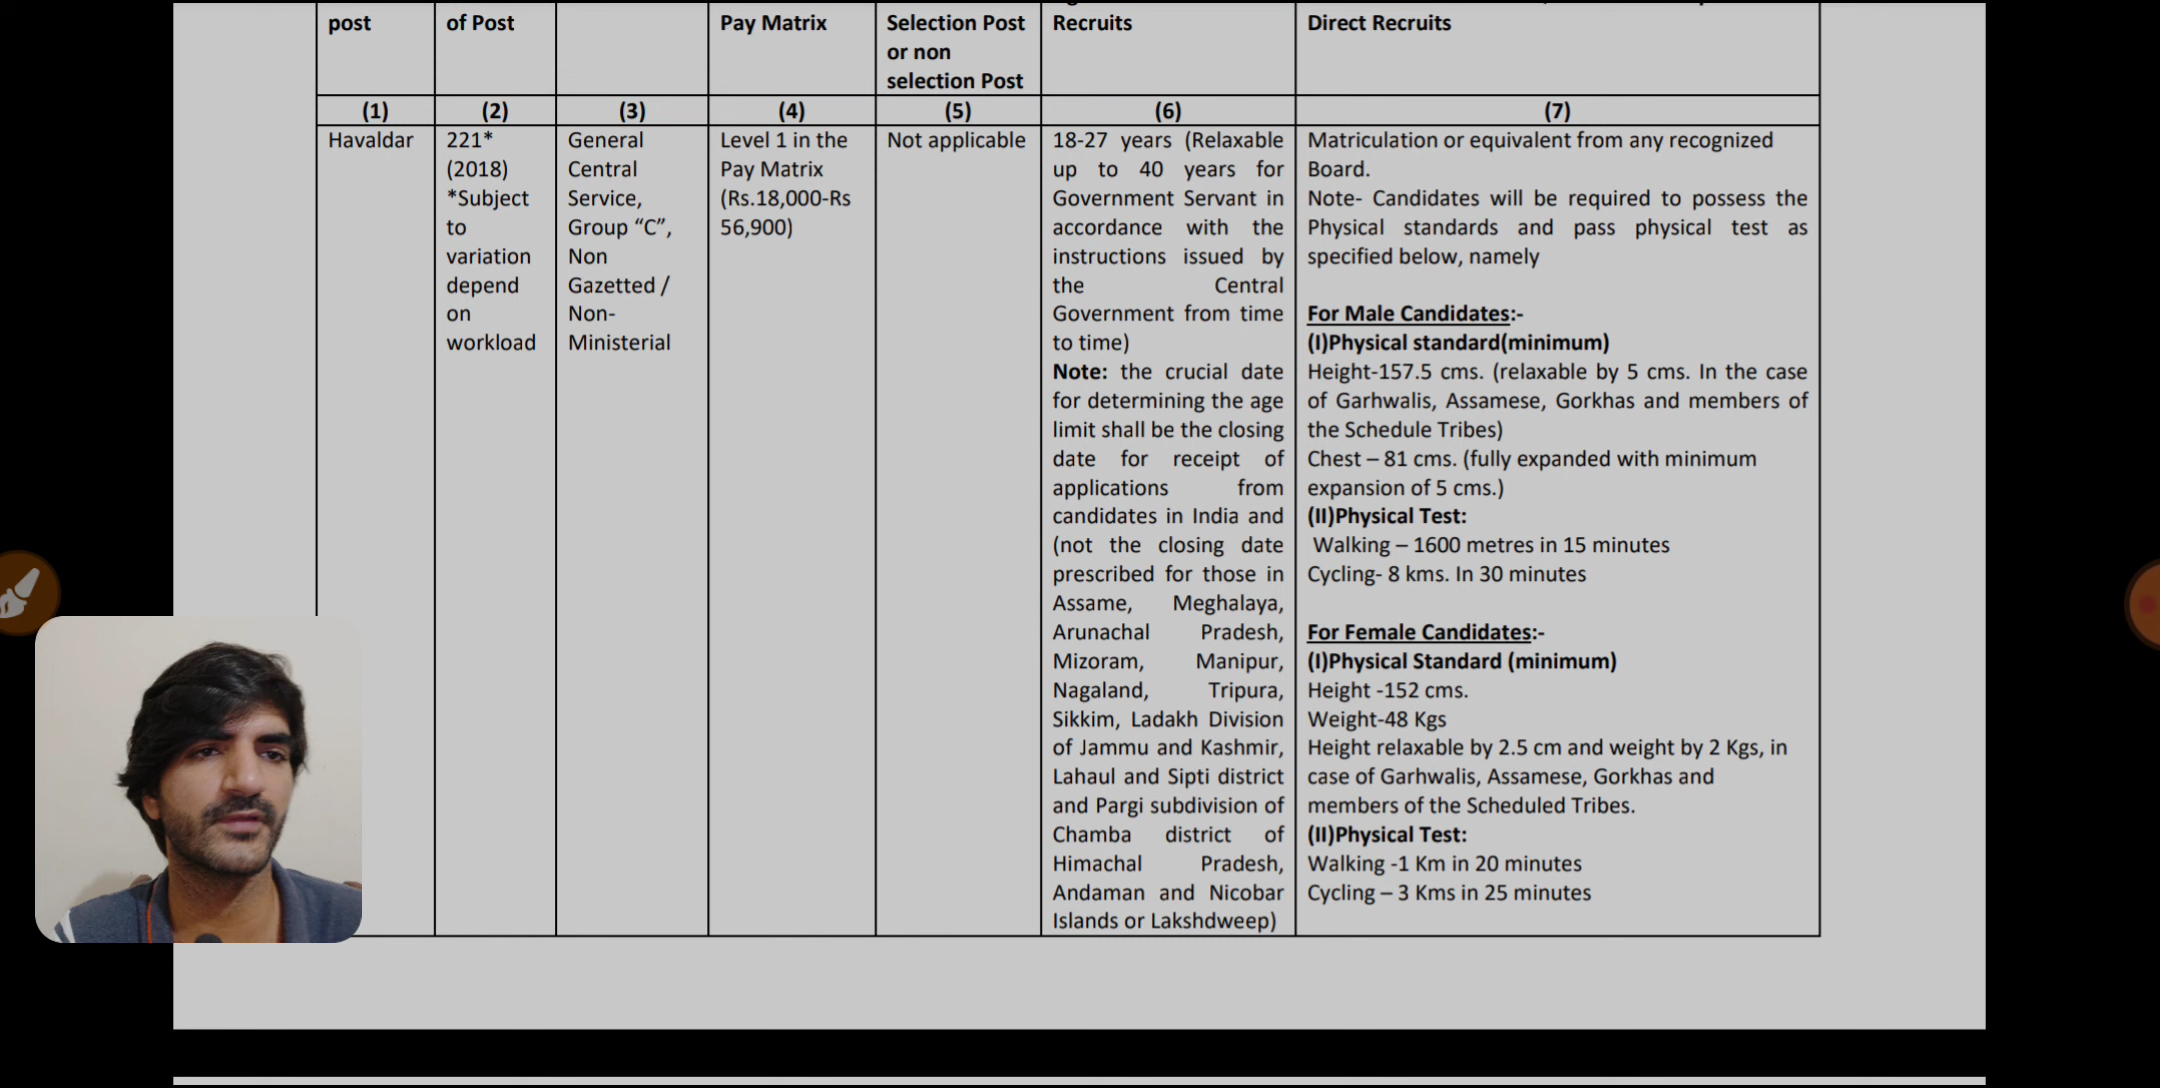 post
of Post
Pay Matrix
Selection Post
or non
selection Post
Recruits
Direct Recruits
(1)
(2)
(3)
(4)
(5)
(6)
(7)
Havaldar
221*
(2018)
*Subject
to
variation
depend
on
workload
General
Central
Service,
Group “C”,
Non
Gazetted /
Non-
Ministerial
Level 1 in the
Pay Matrix
(Rs.18,000-Rs
56,900)
Not applicable
18-27 years (Relaxable
up to 40 years for
Government Servant in
accordance with the
instructions issued by
the Central
Government from time
to time)
Note: the crucial date
for determining the age
limit shall be the closing
date for receipt of
applications from
candidates in India and
(not the closing date
prescribed for those in
Assame, Meghalaya,
Arunachal Pradesh,
Mizoram, Manipur,
Nagaland, Tripura,
Sikkim, Ladakh Division
of Jammu and Kashmir,
Lahaul and Sipti district
and Pargi subdivision of
Chamba district of
Himachal Pradesh,
Andaman and Nicobar
Islands or Lakshdweep)
Matriculation or equivalent from any recognized
Board.
Note- Candidates will be required to possess the
Physical standards and pass physical test as
specified below, namely
For Male Candidates:-
(I)Physical standard(minimum)
Height-157.5 cms. (relaxable by 5 cms. In the case
of Garhwalis, Assamese, Gorkhas and members of
the Schedule Tribes)
Chest – 81 cms. (fully expanded with minimum
expansion of 5 cms.)
(II)Physical Test:
Walking – 1600 metres in 15 minutes
Cycling- 8 kms. In 30 minutes
For Female Candidates:-
(I)Physical Standard (minimum)
Height -152 cms.
Weight-48 Kgs
Height relaxable by 2.5 cm and weight by 2 Kgs, in
case of Garhwalis, Assamese, Gorkhas and
members of the Scheduled Tribes.
(II)Physical Test:
Walking -1 Km in 20 minutes
Cycling – 3 Kms in 25 minutes